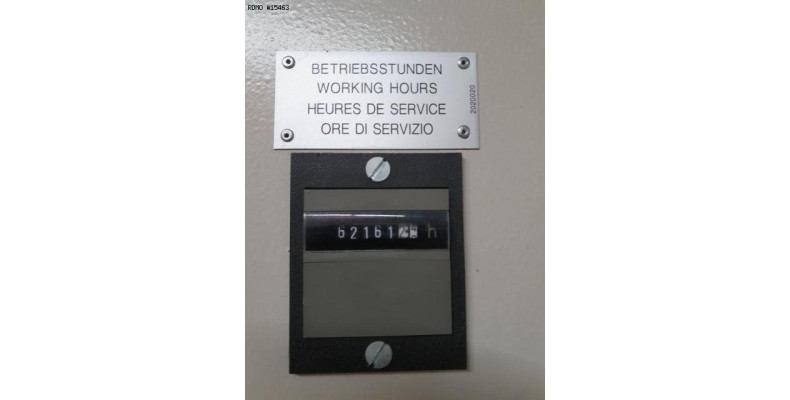 RDMO #15463
BETRIEBSSTUNDEN
WORKING HOURS
HEURES DE SERVICE
ORE DI SERVIZIO
2020020
62161 h